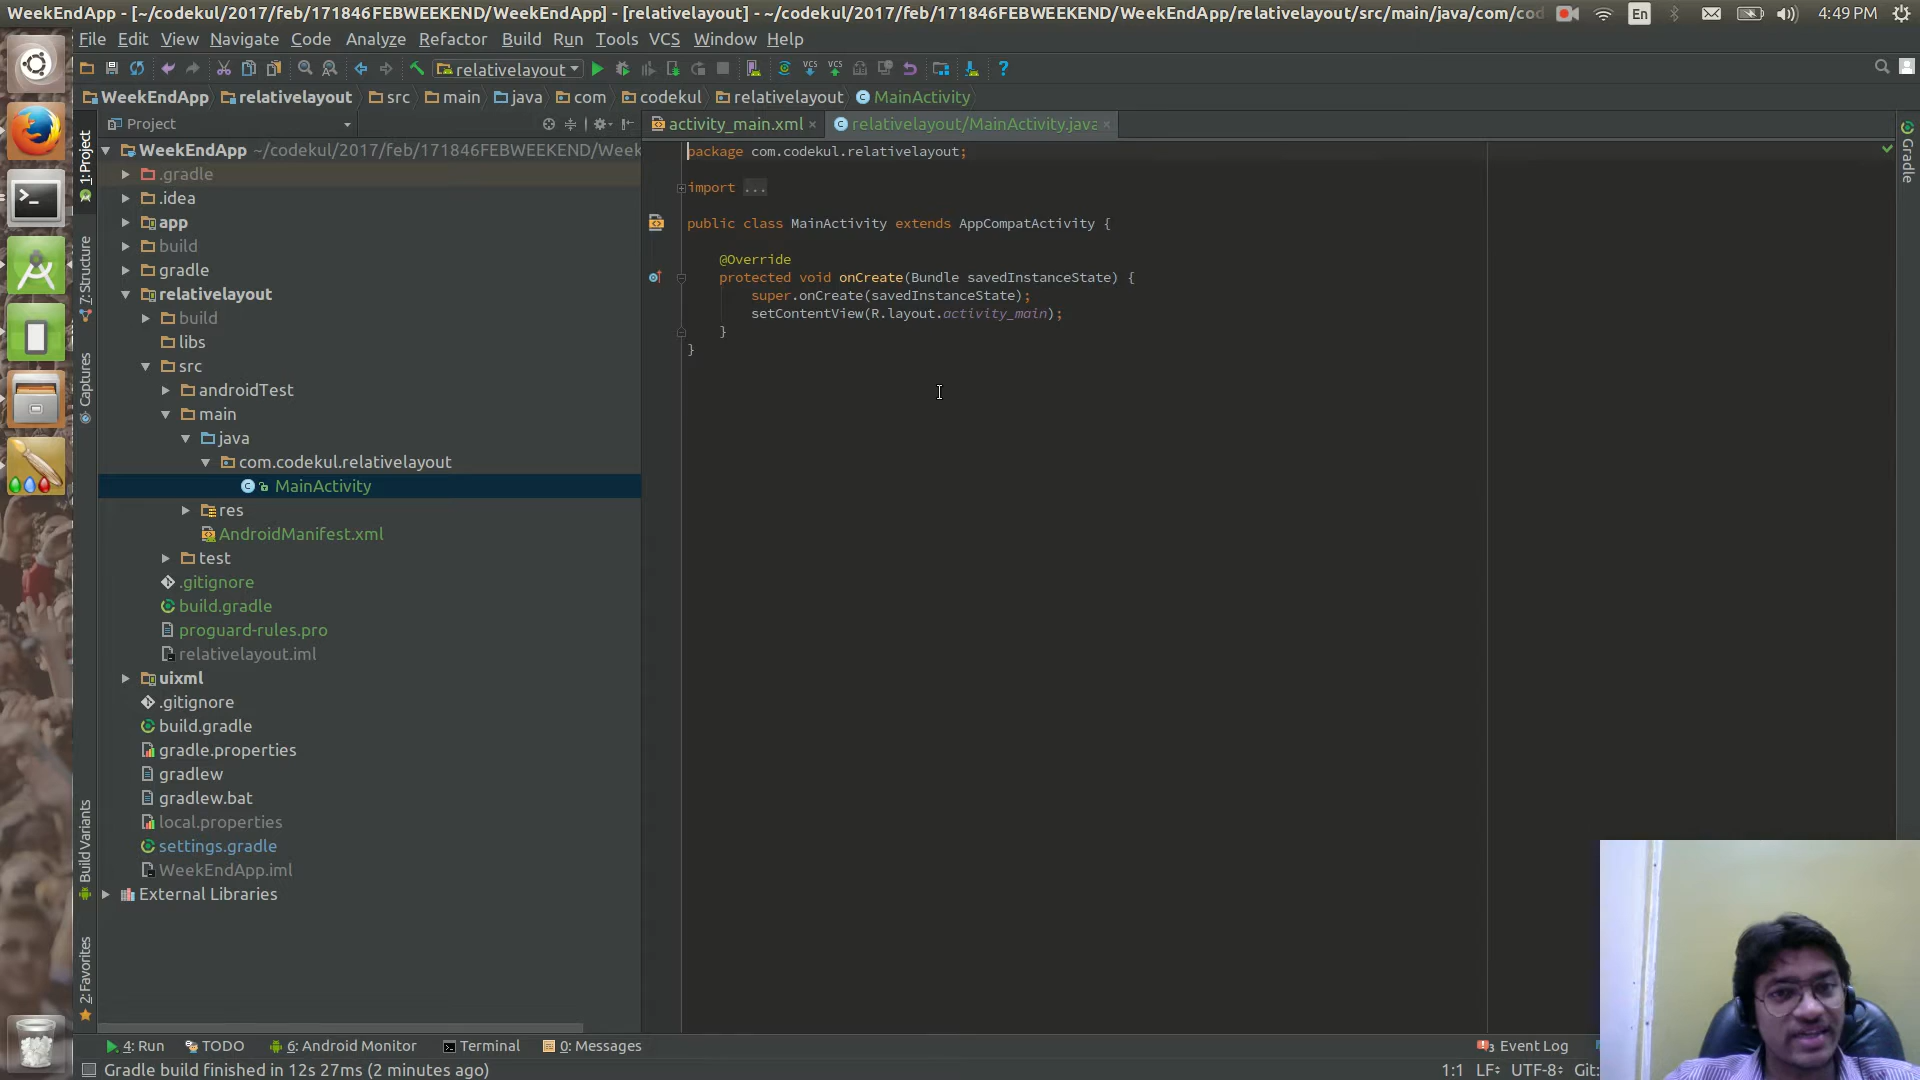 WeekEndApp - [~/codekul/2017/feb/171846FEBWEEKEND/WeekEndApp] - [relativelayout] - ~/codekul/2017/feb/171846FEBWEEKEND/WeekEndApp/relativelayout/src/main/java/com/cod
En 4:49 PM
File Edit View Navigate Code Analyze Refactor Build Run Tools VCS Window Help
relativelayout VCS VCS ?
WeekEndApp relativelayout src main java com codekul relativelayout MainActivity
Project
activity_main.xml × relativelayout/MainActivity.java ×
WeekEndApp ~/codekul/2017/feb/171846FEBWEEKEND/Week
.gradle
.idea
app
build
gradle
relativelayout
build
libs
src
androidTest
main
java
com.codekul.relativelayout
MainActivity
res
AndroidManifest.xml
test
.gitignore
build.gradle
proguard-rules.pro
relativelayout.iml
uixml
.gitignore
build.gradle
gradle.properties
gradlew
gradlew.bat
local.properties
settings.gradle
WeekEndApp.iml
External Libraries
1: Project
7: Structure
Captures
Build Variants
2: Favorites
package com.codekul.relativelayout;
import ...
public class MainActivity extends AppCompatActivity {
@Override
protected void onCreate(Bundle savedInstanceState) {
super.onCreate(savedInstanceState);
setContentView(R.layout.activity_main);
}
}
Gradle
4: Run TODO 6: Android Monitor Terminal 0: Messages
3 Event Log
Gradle build finished in 12s 27ms (2 minutes ago)
1:1 LF÷ UTF-8÷ Git: